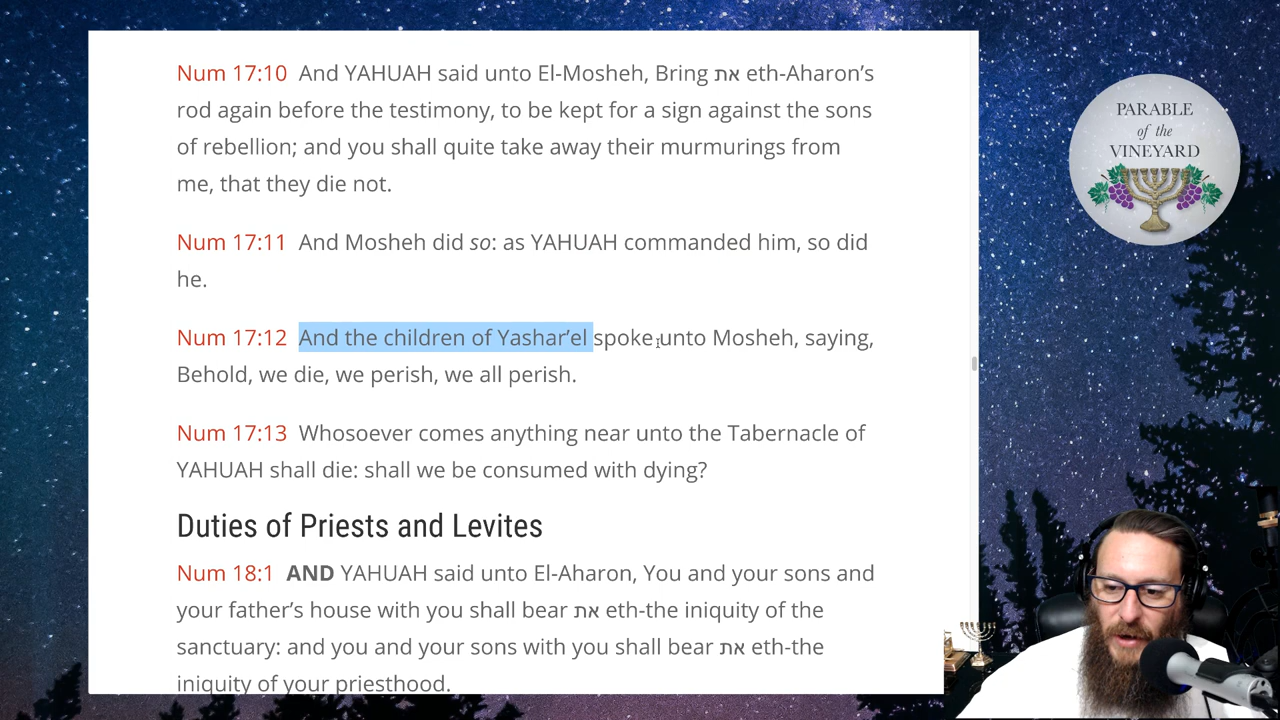 Num 17:10 And YAHUAH said unto El-Mosheh, Bring את eth-Aharon’s
rod again before the testimony, to be kept for a sign against the sons
of rebellion; and you shall quite take away their murmurings from
me, that they die not.
Num 17:11 And Mosheh did so: as YAHUAH commanded him, so did
he.
Num 17:12 And the children of Yashar’el spoke unto Mosheh, saying,
Behold, we die, we perish, we all perish.
Num 17:13 Whosoever comes anything near unto the Tabernacle of
YAHUAH shall die: shall we be consumed with dying?
Duties of Priests and Levites
Num 18:1 AND YAHUAH said unto El-Aharon, You and your sons and
your father’s house with you shall bear את eth-the iniquity of the
sanctuary: and you and your sons with you shall bear את eth-the
iniquity of your priesthood.
PARABLE
of the
VINEYARD